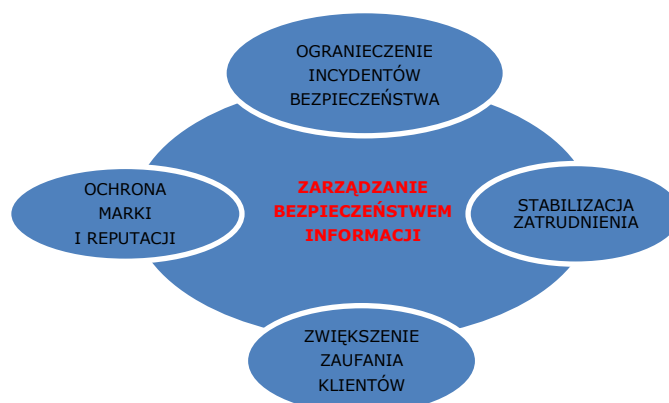 OGRANIECZENIE
INCYDENTÓW
BEZPIECZEŃSTWA
OCHRONA
MARKI
I REPUTACJI
ZARZĄDZANIE
BEZPIECZEŃSTWEM
INFORMACJI
STABILIZACJA
ZATRUDNIENIA
ZWIĘKSZENIE
ZAUFANIA
KLIENTÓW